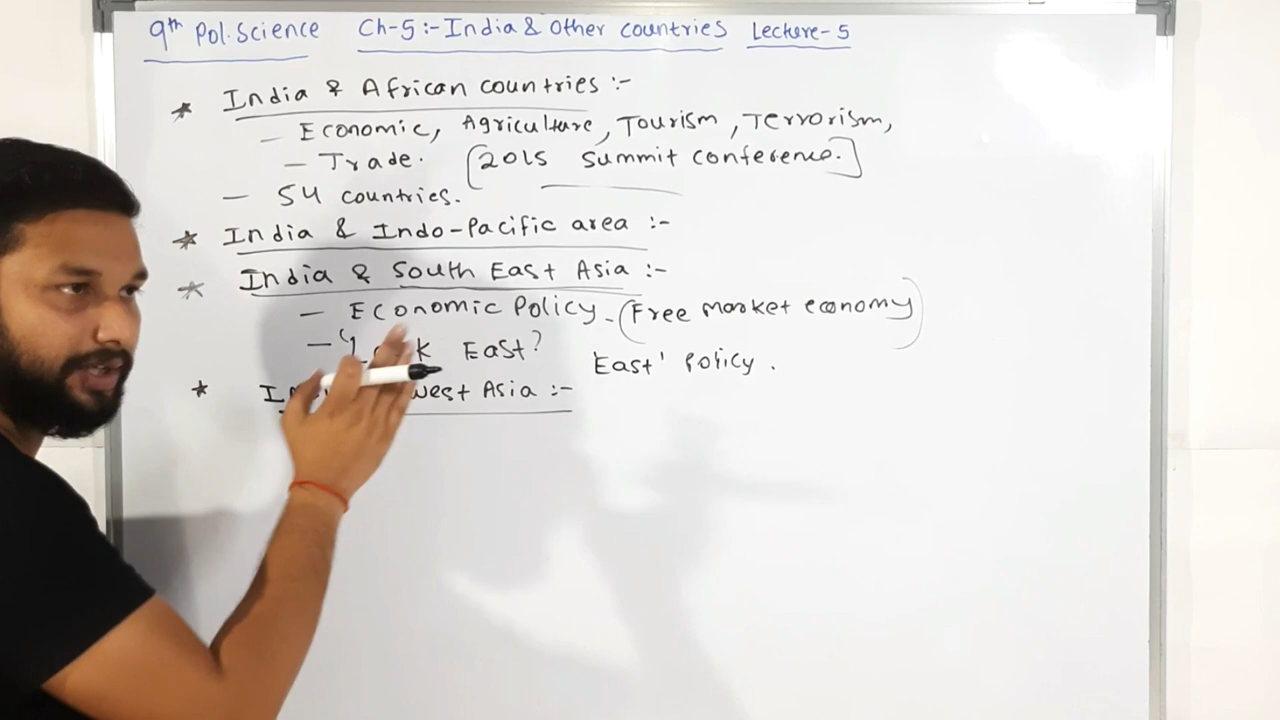 9th Pol. Science Ch-5:- India & Other countries Lecture-5
* India & African countries :-
- Economic, Agriculture, Tourism, Terrorism,
- Trade. [2015 Summit conference.]
- 54 countries.
* India & Indo-Pacific area :-
* India & South East Asia :-
- Economic Policy - (Free market economy)
- East? East' Policy.
* West Asia :-